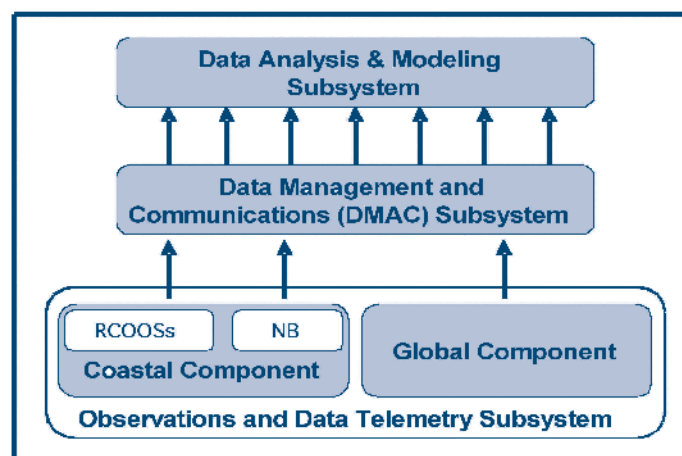 Data Analysis & Modeling
Subsystem
Data Management and
Communications (DMAC) Subsystem
RCOOSs
NB
Coastal Component
Global Component
Observations and Data Telemetry Subsystem